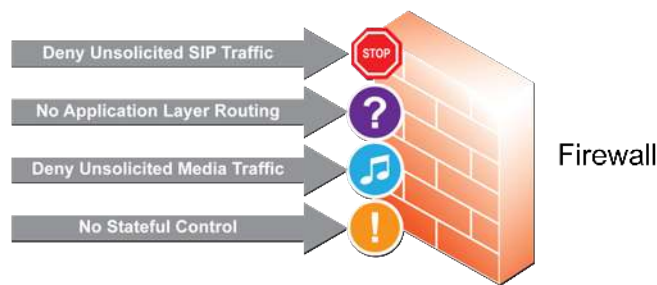 Deny Unsolicited SIP Traffic
STOP
No Application Layer Routing
?
Deny Unsolicited Media Traffic
No Stateful Control
!
Firewall